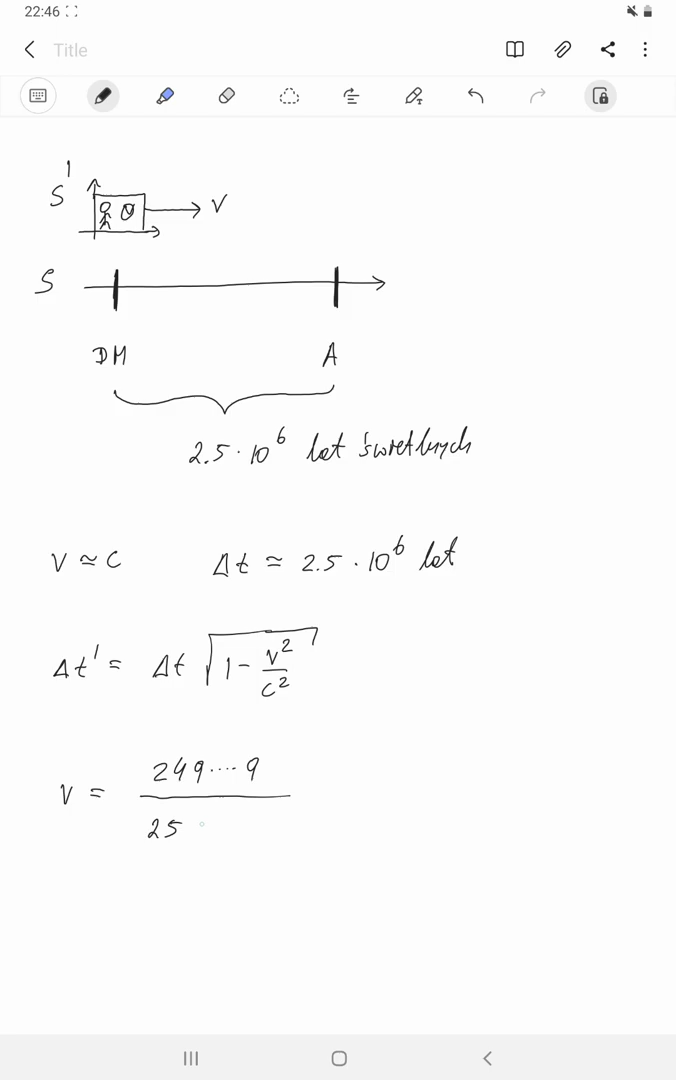 22:46
Title
S' V
S
DM A
2.5 · 10⁶ lat świetlnych
V ≃ c Δt ≃ 2.5 · 10⁶ lat
Δt' = Δt √(1 - V²/c²)
V = 249....9
25